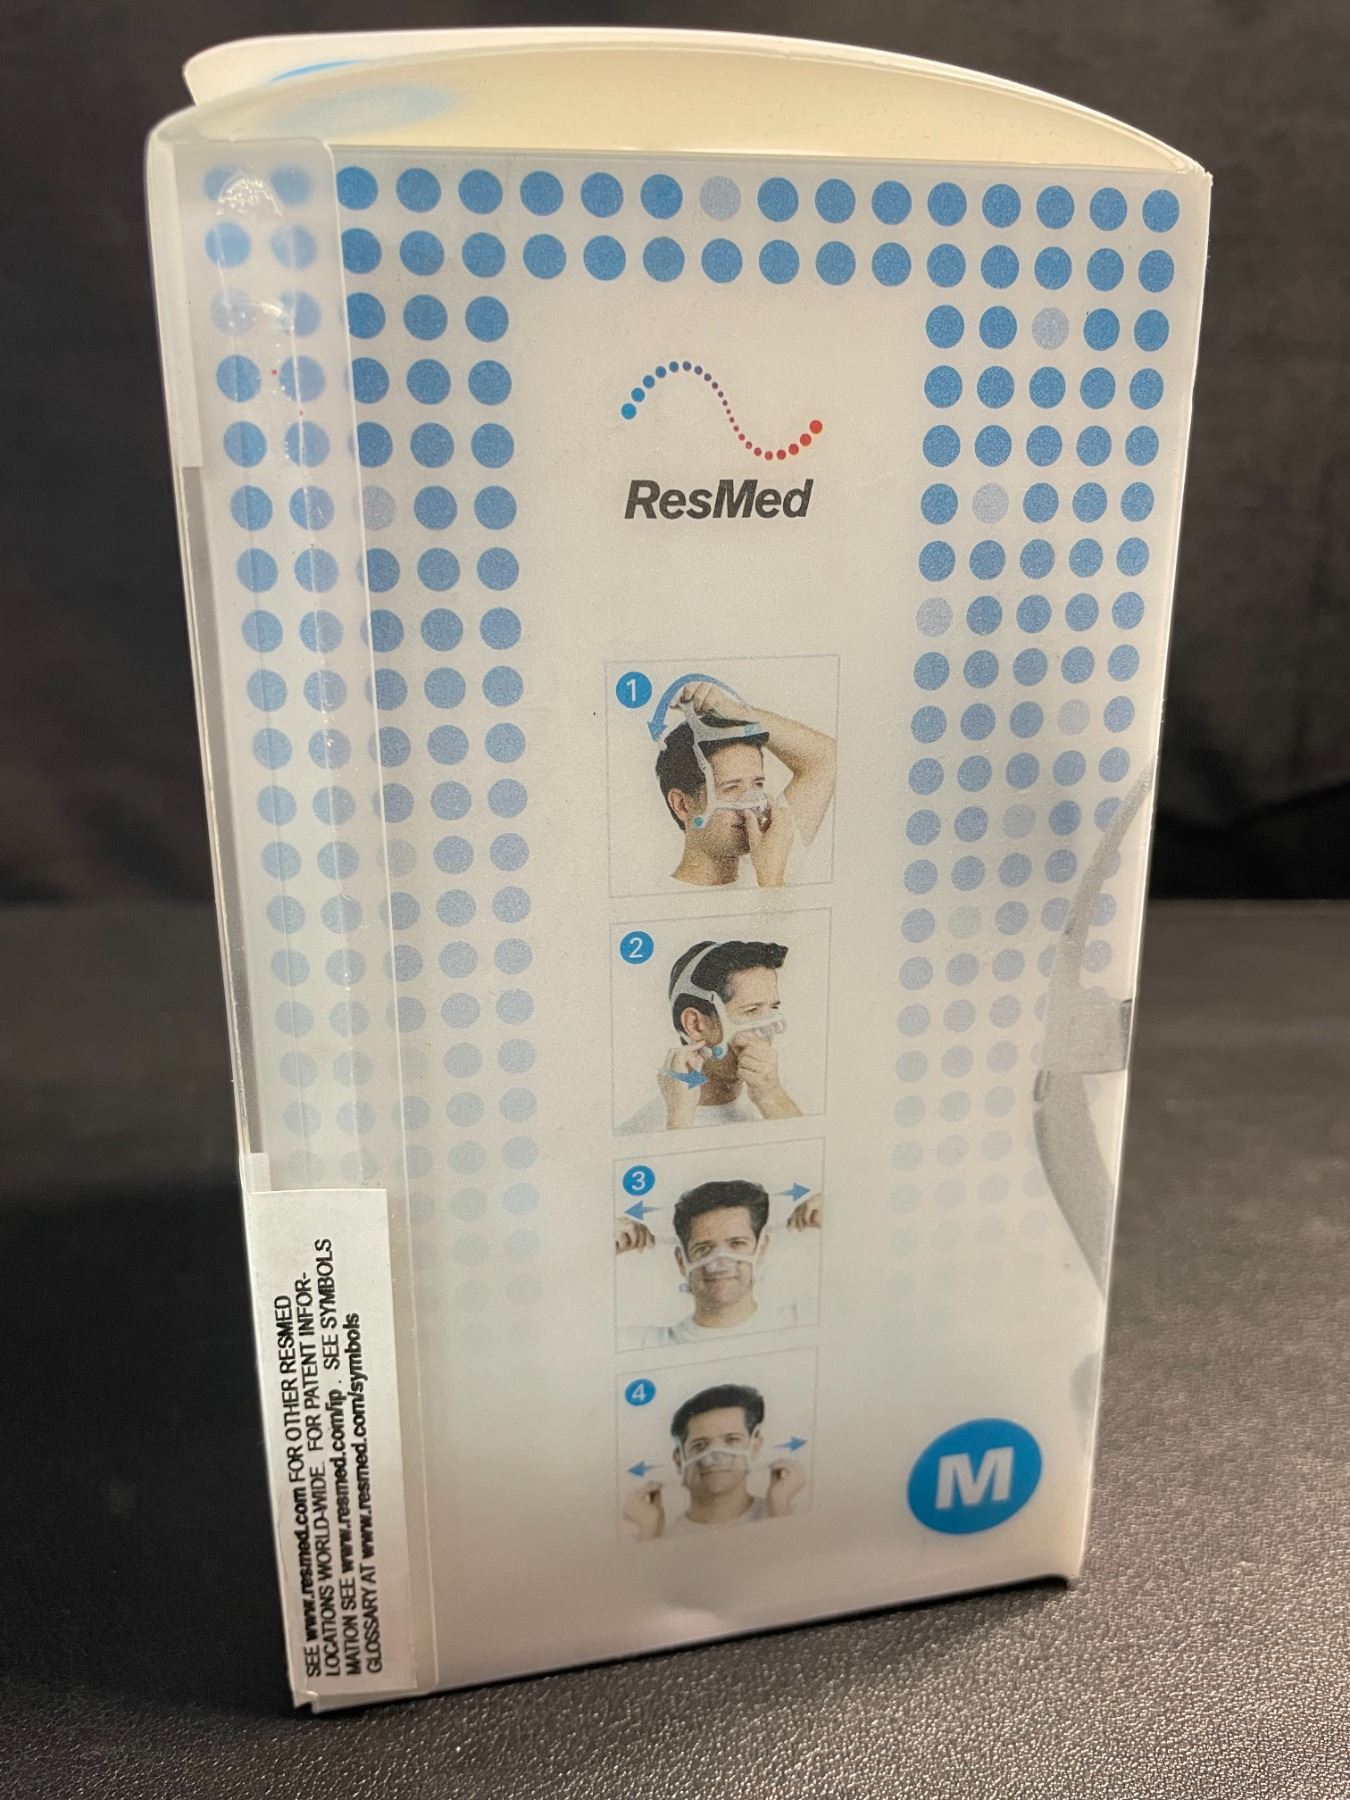 ResMed
1
2
3
4
M
SEE www.resmed.com FOR OTHER RESMED
LOCATIONS WORLD-WIDE. FOR PATENT INFOR-
MATION SEE www.resmed.com/ip . SEE SYMBOLS
GLOSSARY AT www.resmed.com/symbols